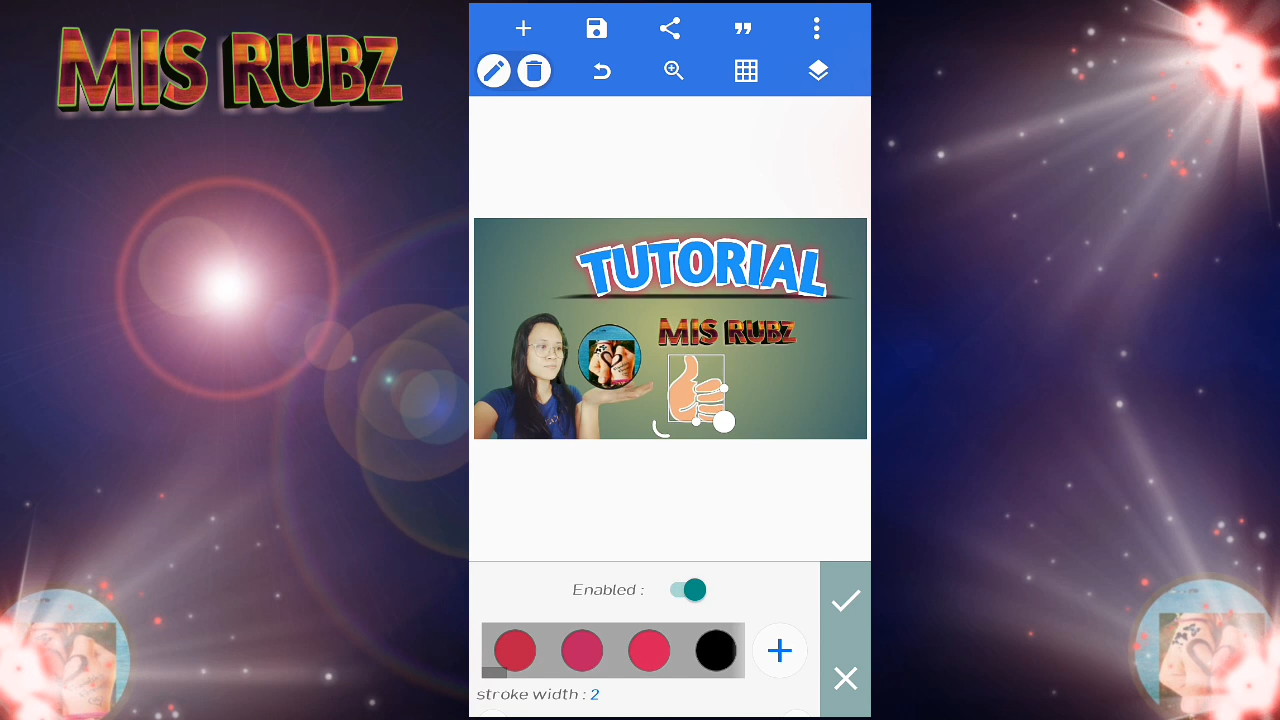 MIS RUBZ
TUTORIAL
MIS RUBZ
Enabled :
stroke width : 2